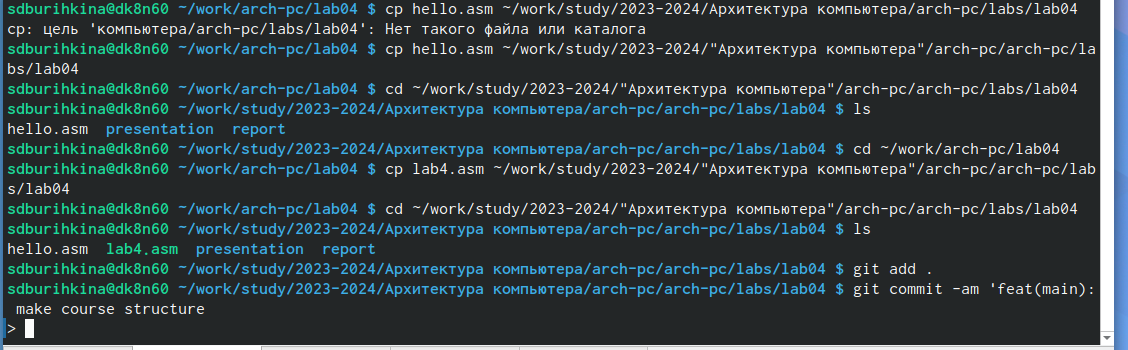 sdburihkina@dk8n60 ~/work/arch-pc/lab04 $ cp hello.asm ~/work/study/2023-2024/Архитектура компьютера/arch-pc/labs/lab04
cp: цель 'компьютера/arch-pc/labs/lab04': Нет такого файла или каталога
sdburihkina@dk8n60 ~/work/arch-pc/lab04 $ cp hello.asm ~/work/study/2023-2024/"Архитектура компьютера"/arch-pc/arch-pc/la
bs/lab04
sdburihkina@dk8n60 ~/work/arch-pc/lab04 $ cd ~/work/study/2023-2024/"Архитектура компьютера"/arch-pc/arch-pc/labs/lab04
sdburihkina@dk8n60 ~/work/study/2023-2024/Архитектура компьютера/arch-pc/arch-pc/labs/lab04 $ ls
hello.asm  presentation  report
sdburihkina@dk8n60 ~/work/study/2023-2024/Архитектура компьютера/arch-pc/arch-pc/labs/lab04 $ cd ~/work/arch-pc/lab04
sdburihkina@dk8n60 ~/work/arch-pc/lab04 $ cp lab4.asm ~/work/study/2023-2024/"Архитектура компьютера"/arch-pc/arch-pc/lab
s/lab04
sdburihkina@dk8n60 ~/work/arch-pc/lab04 $ cd ~/work/study/2023-2024/"Архитектура компьютера"/arch-pc/arch-pc/labs/lab04
sdburihkina@dk8n60 ~/work/study/2023-2024/Архитектура компьютера/arch-pc/arch-pc/labs/lab04 $ ls
hello.asm  lab4.asm  presentation  report
sdburihkina@dk8n60 ~/work/study/2023-2024/Архитектура компьютера/arch-pc/arch-pc/labs/lab04 $ git add .
sdburihkina@dk8n60 ~/work/study/2023-2024/Архитектура компьютера/arch-pc/arch-pc/labs/lab04 $ git commit -am 'feat(main):
 make course structure
>